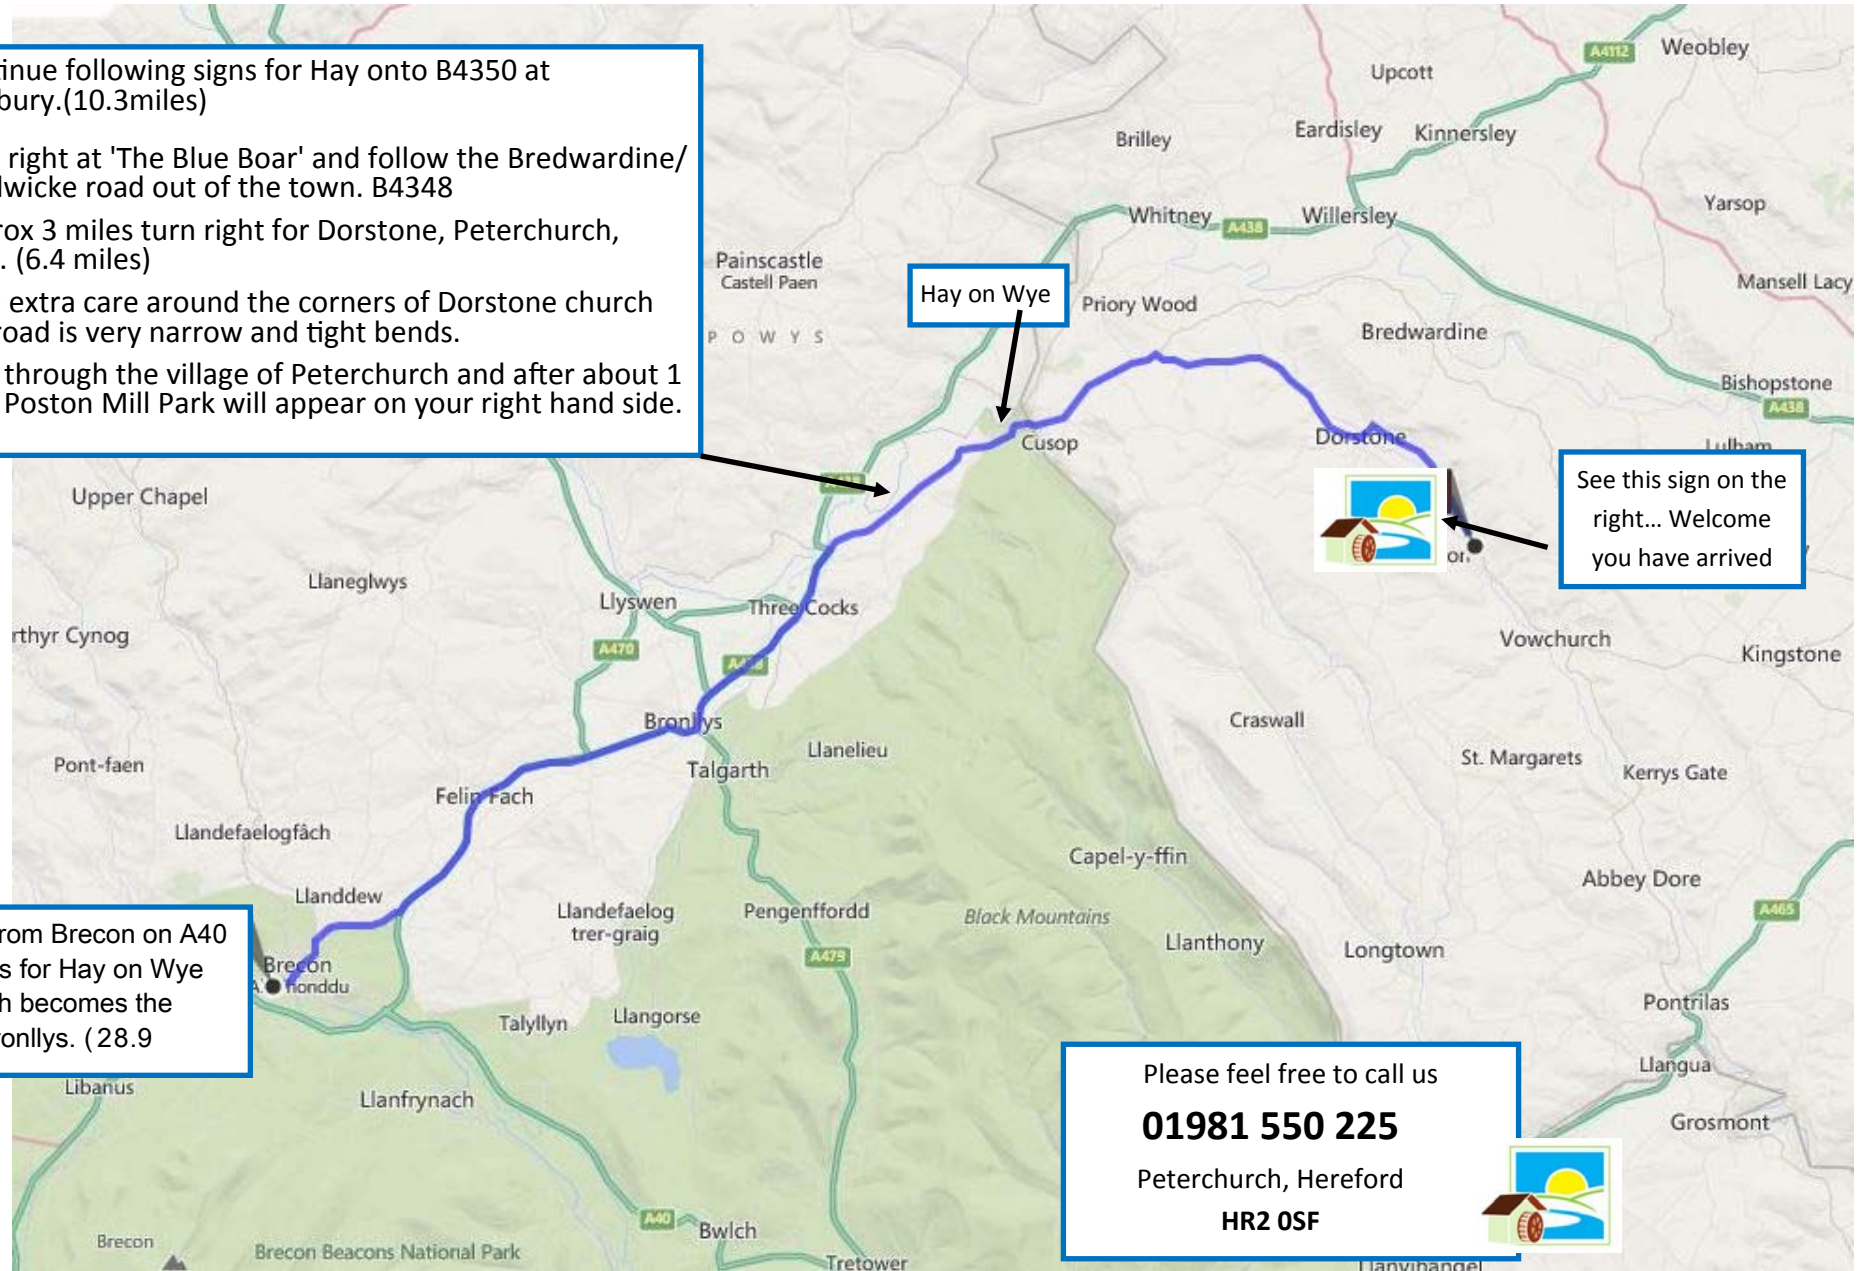 tinue following signs for Hay onto B4350 at
bury.(10.3miles)
right at 'The Blue Boar' and follow the Bredwardine/
lwicke road out of the town. B4348
rox 3 miles turn right for Dorstone, Peterchurch,
. (6.4 miles)
extra care around the corners of Dorstone church
road is very narrow and tight bends.
through the village of Peterchurch and after about 1
Poston Mill Park will appear on your right hand side.
A4112
Weobley
Upcott
Eardisley
Kinnersley
Brilley
Yarsop
Whitney
A438
Willersley
Painscastle
Castell Paen
Mansell Lacy
Hay on Wye
Priory Wood
POWYS
Bredwardine
Bishopstone
A438
Dorstone
Cusop
Lulham
See this sign on the
right... Welcome
you have arrived
on
Upper Chapel
Llaneglwys
Llyswen
Three Cocks
rthyr Cynog
A470
Vowchurch
Kingstone
Bronllys
Craswall
Llanelieu
Pont-faen
Talgarth
St. Margarets
Kerrys Gate
Felin Fach
Llandefaelogfâch
Capel-y-ffin
Abbey Dore
Llanddew
Llandefaelog
trer-graig
Pengenffordd
Black Mountains
A465
Llanthony
Longtown
A479
rom Brecon on A40
s for Hay on Wye
h becomes the
onllys. (28.9
Brecon
honddu
Talyllyn
Llangorse
Pontrilas
Llangua
Libanus
Llanfrynach
Grosmont
Please feel free to call us
01981 550 225
Peterchurch, Hereford
HR2 0SF
A40
Bwlch
Brecon
Brecon Beacons National Park
Tretower
Llanvihangel